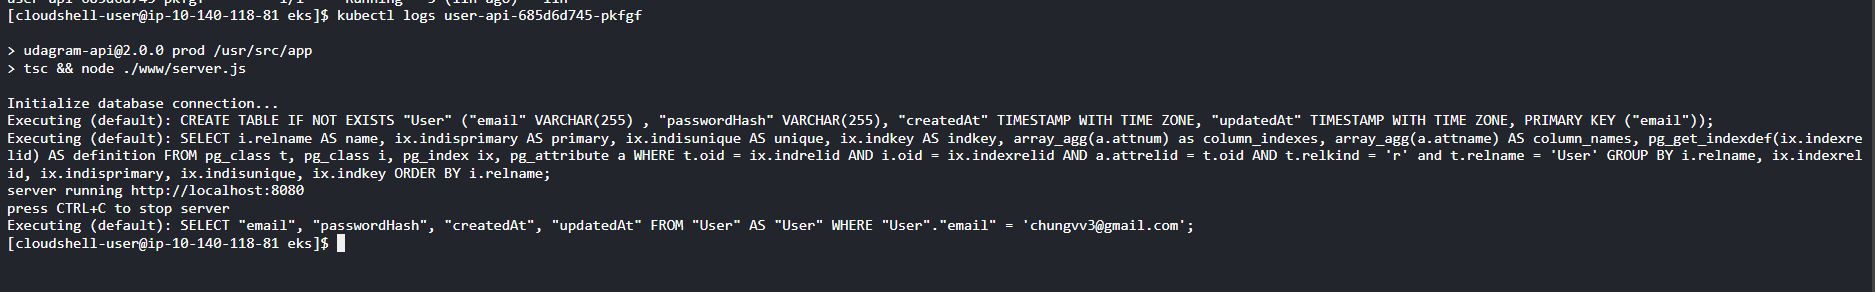 [cloudshell-user@ip-10-140-118-81 eks]$ kubectl logs user-api-685d6d745-pkfgf
> udagram-api@2.0.0 prod /usr/src/app
> tsc && node ./www/server.js
Initialize database connection...
Executing (default): CREATE TABLE IF NOT EXISTS "User" ("email" VARCHAR(255) , "passwordHash" VARCHAR(255), "createdAt" TIMESTAMP WITH TIME ZONE, "updatedAt" TIMESTAMP WITH TIME ZONE, PRIMARY KEY ("email"));
Executing (default): SELECT i.relname AS name, ix.indisprimary AS primary, ix.indisunique AS unique, ix.indkey AS indkey, array_agg(a.attnum) as column_indexes, array_agg(a.attname) AS column_names, pg_get_indexdef(ix.indexre
lid) AS definition FROM pg_class t, pg_class i, pg_index ix, pg_attribute a WHERE t.oid = ix.indrelid AND i.oid = ix.indexrelid AND a.attrelid = t.oid AND t.relkind = 'r' and t.relname = 'User' GROUP BY i.relname, ix.indexrel
id, ix.indisprimary, ix.indisunique, ix.indkey ORDER BY i.relname;
server running http://localhost:8080
press CTRL+C to stop server
Executing (default): SELECT "email", "passwordHash", "createdAt", "updatedAt" FROM "User" AS "User" WHERE "User"."email" = 'chungvv3@gmail.com';
[cloudshell-user@ip-10-140-118-81 eks]$